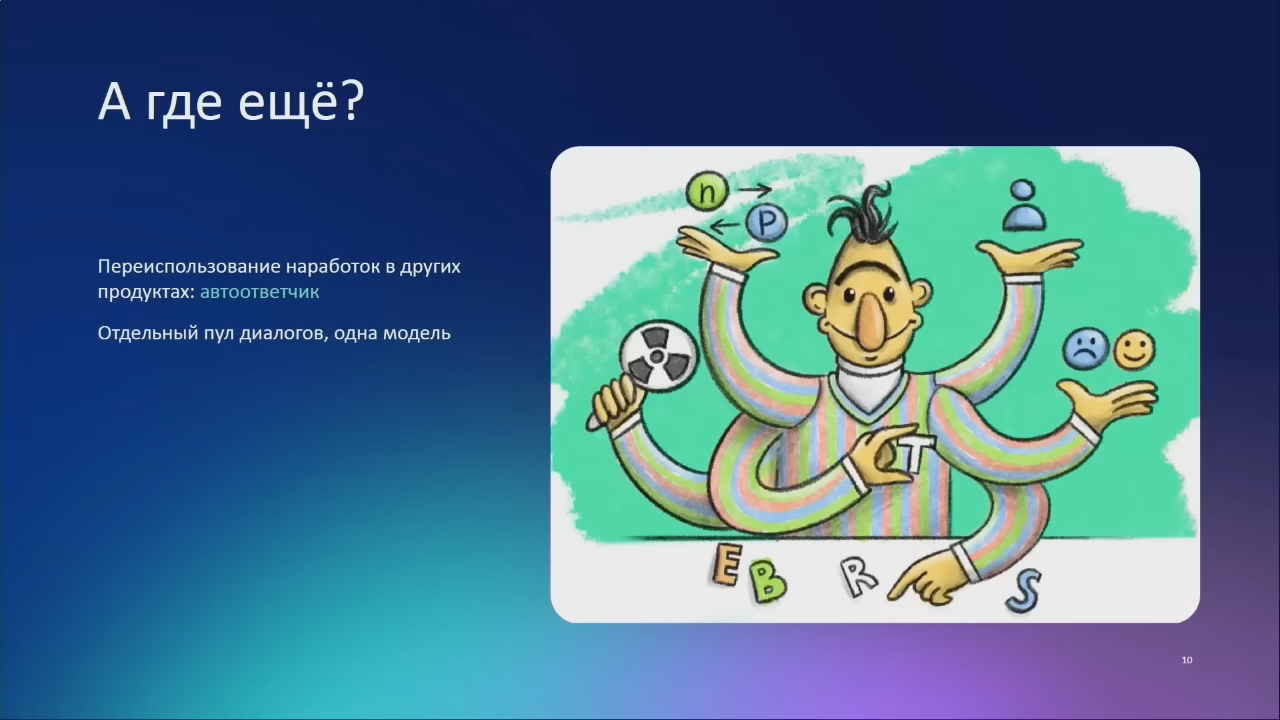 А где ещё?
Переиспользование наработок в других
продуктах: автоответчик
Отдельный пул диалогов, одна модель
n
P
T
E B R S
10